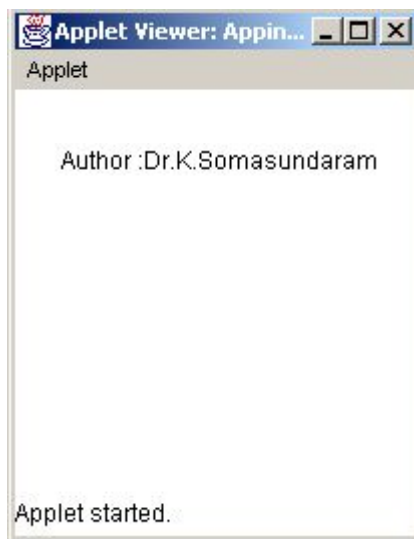 Applet Viewer: Appin...
Applet
Author :Dr.K.Somasundaram
Applet started.